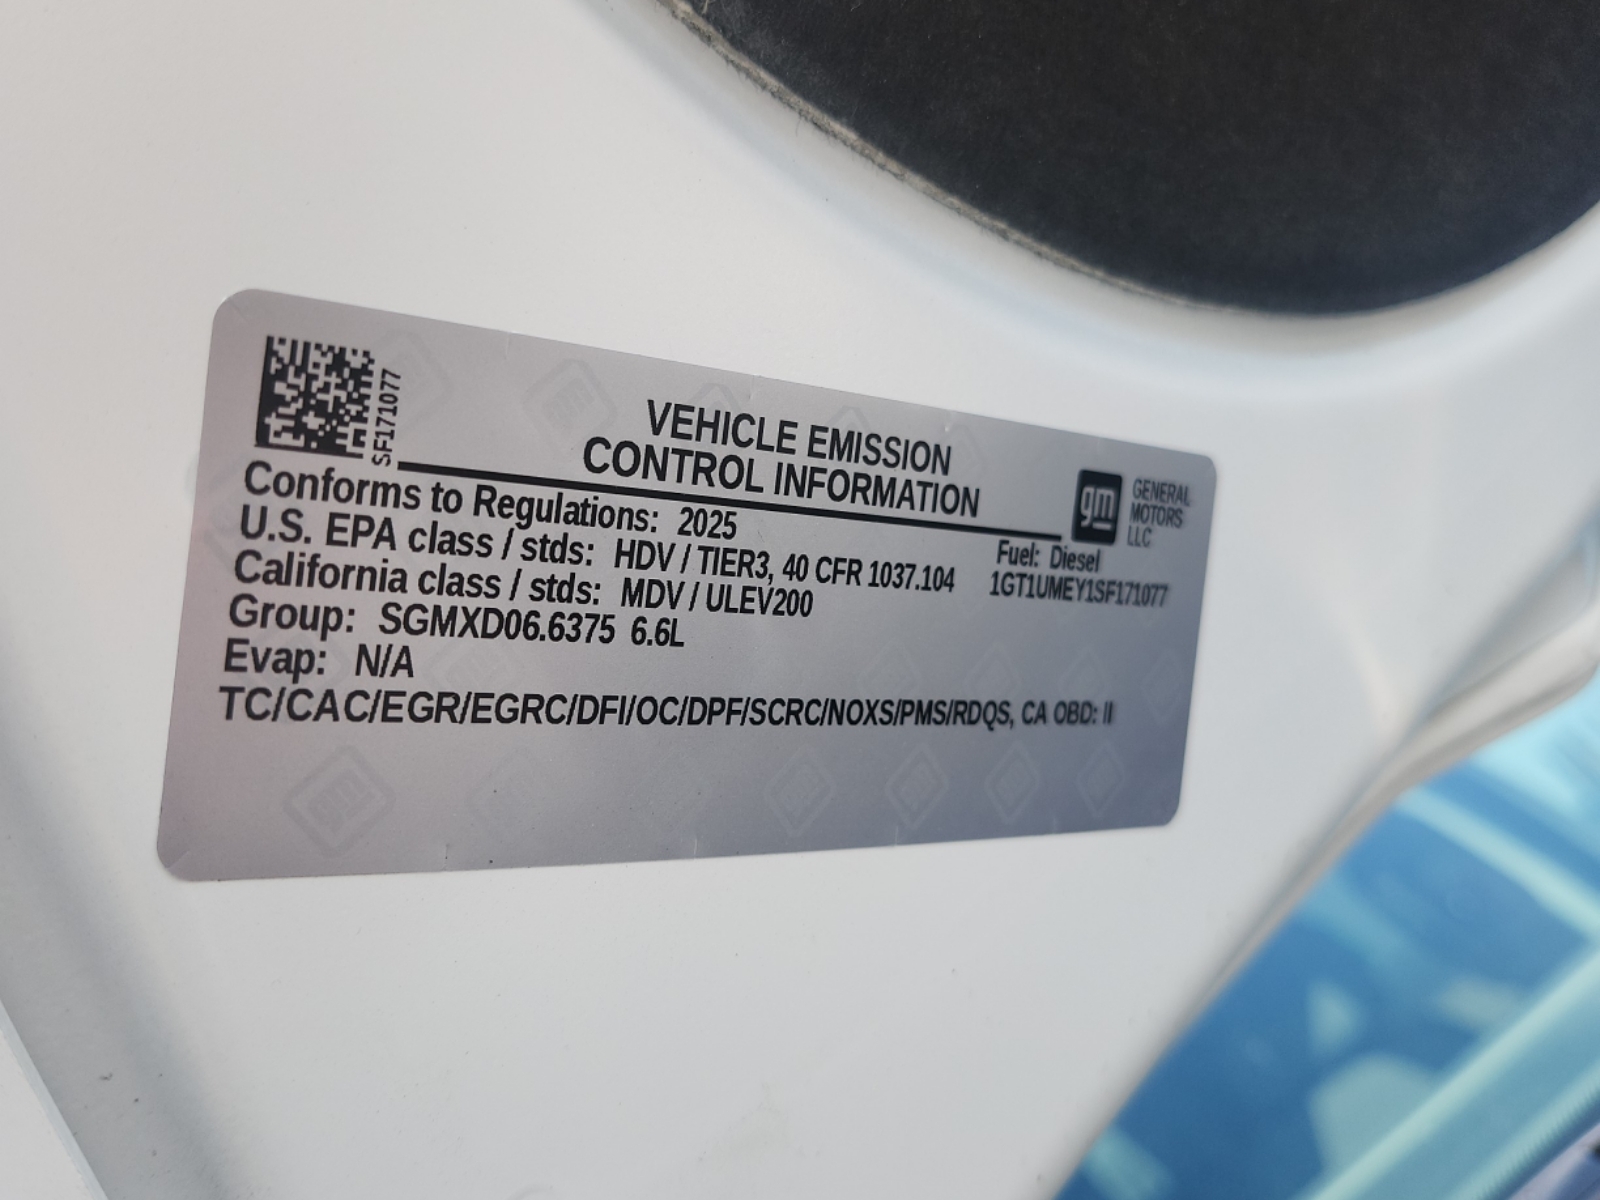 SF171077
VEHICLE EMISSION
CONTROL INFORMATION
gm
GENERAL
MOTORS
LLC
Conforms to Regulations: 2025
Fuel: Diesel
U.S. EPA class / stds: HDV / TIER3, 40 CFR 1037.104
1GT1UMEY1SF171077
California class / stds: MDV / ULEV200
Group: SGMXD06.6375 6.6L
Evap: N/A
TC/CAC/EGR/EGRC/DFI/OC/DPF/SCRC/NOXS/PMS/RDQS, CA OBD: II